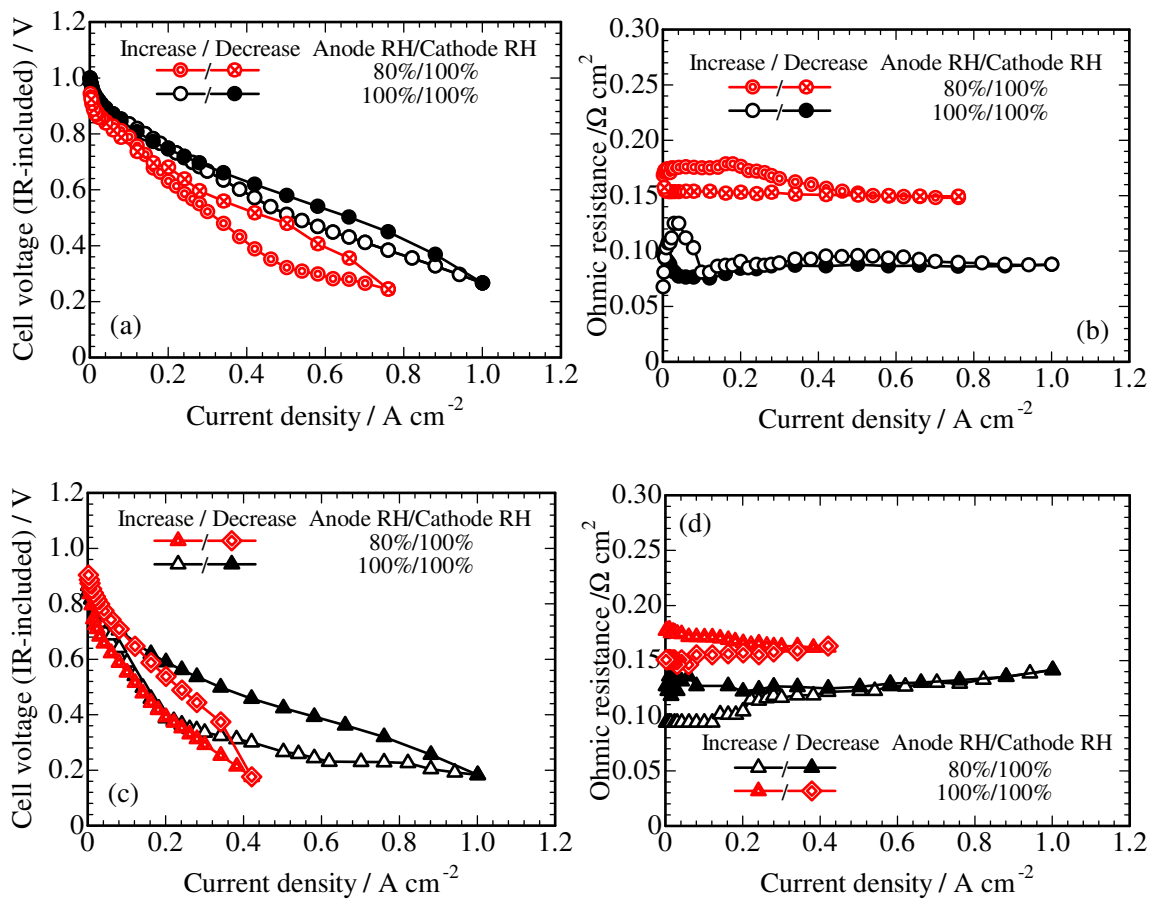 Cell voltage (IR-included) / V
1.2
1.0
0.8
0.6
0.4
0.2
0
Increase / Decrease Anode RH/Cathode RH
/ 80%/100%
/ 100%/100%
(a)
0 0.2 0.4 0.6 0.8 1.0 1.2
Current density / A cm-2
Ohmic resistance /Ω cm2
0.30
0.25
0.20
0.15
0.10
0.05
0
Increase / Decrease Anode RH/Cathode RH
/ 80%/100%
/ 100%/100%
(b)
0 0.2 0.4 0.6 0.8 1.0 1.2
Current density / A cm-2
Cell voltage (IR-included) / V
1.2
1.0
0.8
0.6
0.4
0.2
0
Increase / Decrease Anode RH/Cathode RH
/ 80%/100%
/ 100%/100%
(c)
0 0.2 0.4 0.6 0.8 1.0 1.2
Current density / A cm-2
Ohmic resistance /Ω cm2
0.30
0.25
0.20
0.15
0.10
0.05
0
(d)
Increase / Decrease Anode RH/Cathode RH
/ 80%/100%
/ 100%/100%
0 0.2 0.4 0.6 0.8 1.0 1.2
Current density / A cm-2